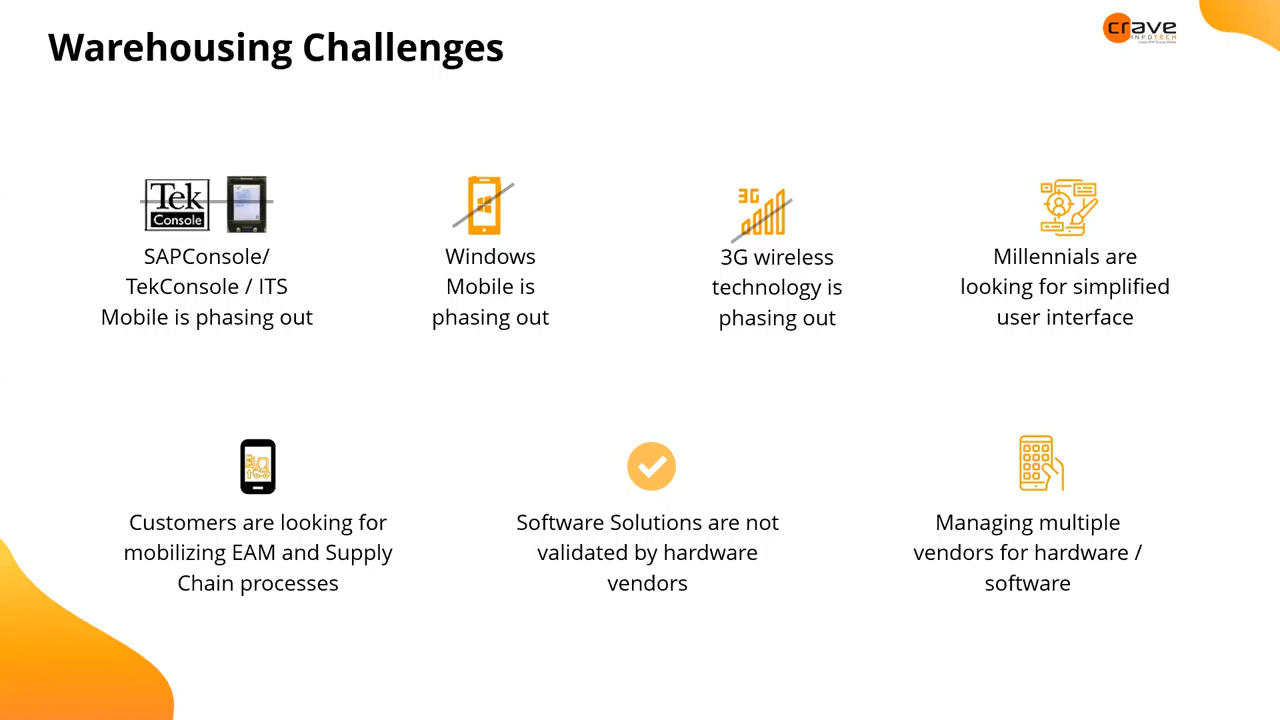 Warehousing Challenges
crave
INFOTECH
Tek
Console
3G
SAPConsole/
TekConsole / ITS
Mobile is phasing out
Windows
Mobile is
phasing out
3G wireless
technology is
phasing out
Millennials are
looking for simplified
user interface
Customers are looking for
mobilizing EAM and Supply
Chain processes
Software Solutions are not
validated by hardware
vendors
Managing multiple
vendors for hardware /
software